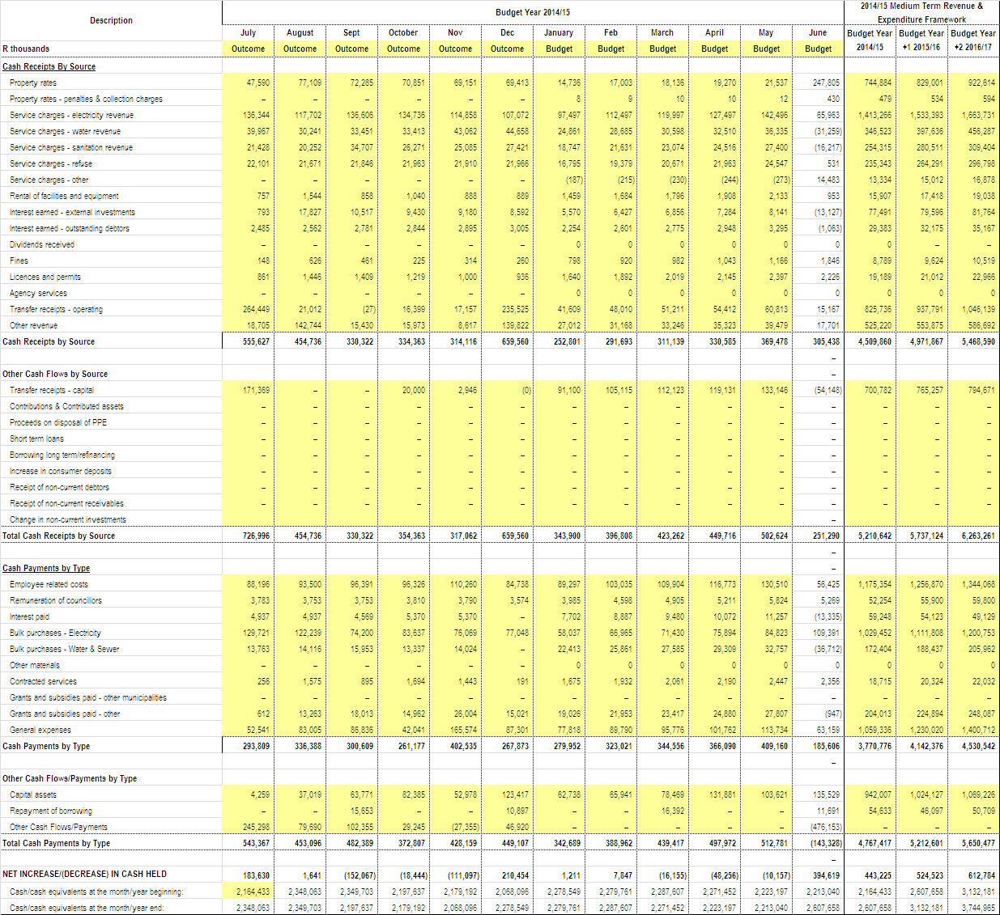 Description Budget Year 2014/15 2014/15 Medium Term Revenue & Expenditure Framework
July August Sept October Nov Dec January Feb March April May June Budget Year 2014/15 Budget Year +1 2015/16 Budget Year +2 2016/17
R thousands Outcome Outcome Outcome Outcome Outcome Outcome Budget Budget Budget Budget Budget Budget
Cash Receipts By Source
Property rates 47,590 77,109 72,285 70,851 69,151 69,413 14,736 17,003 18,136 19,270 21,537 247,805 744,884 829,001 922,614
Property rates - penalties & collection charges – – – – – – 8 9 10 10 12 430 479 534 594
Service charges - electricity revenue 136,344 117,702 136,606 134,736 114,858 107,072 97,497 112,497 119,997 127,497 142,496 65,963 1,413,266 1,533,393 1,663,731
Service charges - water revenue 39,967 30,241 33,451 33,413 43,062 44,658 24,861 28,685 30,598 32,510 36,335 (31,259) 346,523 397,636 456,287
Service charges - sanitation revenue 21,428 20,252 34,707 26,271 25,085 27,421 18,747 21,631 23,074 24,516 27,400 (16,217) 254,315 280,511 309,404
Service charges - refuse 22,101 21,671 21,846 21,963 21,910 21,966 16,795 19,379 20,671 21,963 24,547 531 235,343 264,291 296,798
Service charges - other – – – – – – (187) (215) (230) (244) (273) 14,483 13,334 15,012 16,878
Rental of facilities and equipment 757 1,544 858 1,040 888 889 1,459 1,684 1,796 1,908 2,133 953 15,907 17,418 19,038
Interest earned - external investments 793 17,827 10,517 9,430 9,180 8,592 5,570 6,427 6,856 7,284 8,141 (13,127) 77,491 79,596 81,764
Interest earned - outstanding debtors 2,485 2,562 2,781 2,844 2,895 3,005 2,254 2,601 2,775 2,948 3,295 (1,063) 29,383 32,175 35,167
Dividends received – – – – – – 0 0 0 0 0 0 0 – –
Fines 148 626 461 225 314 260 798 920 982 1,043 1,166 1,846 8,789 9,624 10,519
Licences and permits 861 1,446 1,409 1,219 1,000 936 1,640 1,892 2,019 2,145 2,397 2,226 19,189 21,012 22,966
Agency services – – – – – – 0 0 0 0 0 0 0 0 0
Transfer receipts - operating 264,449 21,012 (27) 16,399 17,157 235,525 41,609 48,010 51,211 54,412 60,813 15,167 825,736 937,791 1,046,139
Other revenue 18,705 142,744 15,430 15,973 8,617 139,822 27,012 31,168 33,246 35,323 39,479 17,701 525,220 553,875 586,692
Cash Receipts by Source 555,627 454,736 330,322 334,363 314,116 659,560 252,801 291,693 311,139 330,585 369,478 305,438 4,509,860 4,971,867 5,468,590
–
Other Cash Flows by Source –
Transfer receipts - capital 171,369 – – 20,000 2,946 (0) 91,100 105,115 112,123 119,131 133,146 (54,148) 700,782 765,257 794,671
Contributions & Contributed assets – – – – – – – – – – – – – – –
Proceeds on disposal of PPE – – – – – – – – – – – – – – –
Short term loans – – – – – – – – – – – – – – –
Borrowing long term/refinancing – – – – – – – – – – – – – – –
Increase in consumer deposits – – – – – – – – – – – – – – –
Receipt of non-current debtors – – – – – – – – – – – – – – –
Receipt of non-current receivables – – – – – – – – – – – – – – –
Change in non-current investments –
Total Cash Receipts by Source 726,996 454,736 330,322 354,363 317,062 659,560 343,900 396,808 423,262 449,716 502,624 251,290 5,210,642 5,737,124 6,263,261
–
Cash Payments by Type –
Employee related costs 88,196 93,500 96,391 96,326 110,260 84,738 89,297 103,035 109,904 116,773 130,510 56,425 1,175,354 1,256,870 1,344,068
Remuneration of councillors 3,783 3,753 3,753 3,810 3,790 3,574 3,985 4,598 4,905 5,211 5,824 5,269 52,254 55,900 59,800
Interest paid 4,937 4,937 4,569 5,370 5,370 – 7,702 8,887 9,480 10,072 11,257 (13,335) 59,248 54,123 49,129
Bulk purchases - Electricity 129,721 122,239 74,200 83,637 76,069 77,048 58,037 66,965 71,430 75,894 84,823 109,391 1,029,452 1,111,808 1,200,753
Bulk purchases - Water & Sewer 13,763 14,116 15,953 13,337 14,024 – 22,413 25,861 27,585 29,309 32,757 (36,712) 172,404 188,437 205,962
Other materials – – – – – – 0 0 0 0 0 0 0 0 0
Contracted services 256 1,575 895 1,694 1,443 191 1,675 1,932 2,061 2,190 2,447 2,356 18,715 20,324 22,032
Grants and subsidies paid - other municipalities – – – – – – – – – – – – – – –
Grants and subsidies paid - other 612 13,263 18,013 14,962 26,004 15,021 19,026 21,953 23,417 24,880 27,807 (947) 204,013 224,894 248,087
General expenses 52,541 83,005 86,836 42,041 165,574 87,301 77,818 89,790 95,776 101,762 113,734 63,159 1,059,336 1,230,020 1,400,712
Cash Payments by Type 293,809 336,388 300,609 261,177 402,535 267,873 279,952 323,021 344,556 366,090 409,160 185,606 3,770,776 4,142,376 4,530,542
–
Other Cash Flows/Payments by Type
Capital assets 4,259 37,019 63,771 82,385 52,978 123,417 62,738 65,941 78,469 131,881 103,621 135,529 942,007 1,024,127 1,069,226
Repayment of borrowing – – 15,653 – – 10,897 – – 16,392 – – 11,691 54,633 46,097 50,709
Other Cash Flows/Payments 245,298 79,690 102,355 29,245 (27,355) 46,920 – – – – – (476,153) – – –
Total Cash Payments by Type 543,367 453,096 482,389 372,807 428,159 449,107 342,689 388,962 439,417 497,972 512,781 (143,328) 4,767,417 5,212,601 5,650,477
–
NET INCREASE/(DECREASE) IN CASH HELD 183,630 1,641 (152,067) (18,444) (111,097) 210,454 1,211 7,847 (16,155) (48,256) (10,157) 394,619 443,225 524,523 612,784
Cash/cash equivalents at the month/year beginning: 2,164,433 2,348,063 2,349,703 2,197,637 2,179,192 2,068,096 2,278,549 2,279,761 2,287,607 2,271,452 2,223,197 2,213,040 2,164,433 2,607,658 3,132,181
Cash/cash equivalents at the month/year end: 2,348,063 2,349,703 2,197,637 2,179,192 2,068,096 2,278,549 2,279,761 2,287,607 2,271,452 2,223,197 2,213,040 2,607,658 2,607,658 3,132,181 3,744,965